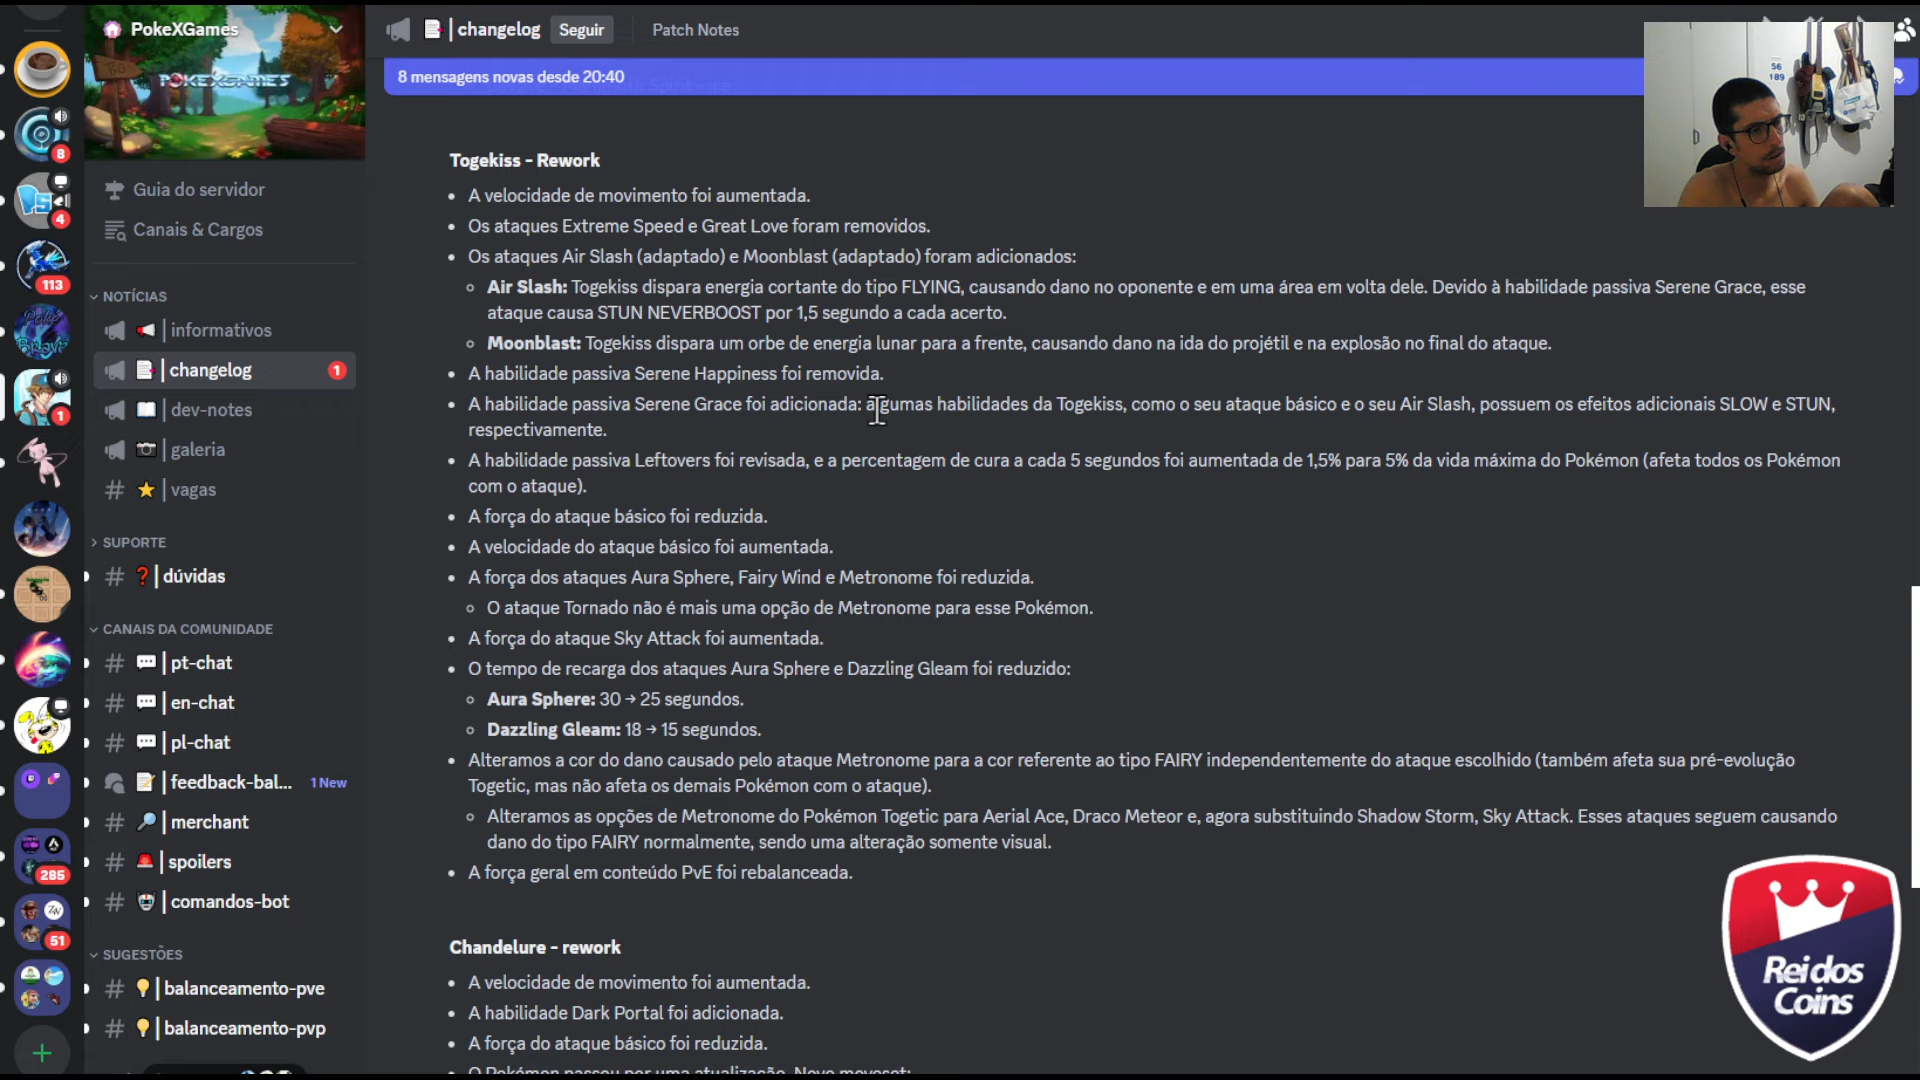 PokeXGames
| changelog
Seguir
Patch Notes
8 mensagens novas desde 20:40
POKEXGAMES
Guia do servidor
Canais & Cargos
NOTÍCIAS
| informativos
| changelog
1
| dev-notes
| galeria
| vagas
SUPORTE
| dúvidas
CANAIS DA COMUNIDADE
| pt-chat
| en-chat
| pl-chat
| feedback-bal...
1 New
| merchant
| spoilers
| comandos-bot
SUGESTÕES
| balanceamento-pve
| balanceamento-pvp
8
4
113
1
285
51
56
189
Togekiss - Rework
• A velocidade de movimento foi aumentada.
• Os ataques Extreme Speed e Great Love foram removidos.
• Os ataques Air Slash (adaptado) e Moonblast (adaptado) foram adicionados:
Air Slash: Togekiss dispara energia cortante do tipo FLYING, causando dano no oponente e em uma área em volta dele. Devido à habilidade passiva Serene Grace, esse
ataque causa STUN NEVERBOOST por 1,5 segundo a cada acerto.
Moonblast: Togekiss dispara um orbe de energia lunar para a frente, causando dano na ida do projétil e na explosão no final do ataque.
• A habilidade passiva Serene Happiness foi removida.
• A habilidade passiva Serene Grace foi adicionada: algumas habilidades da Togekiss, como o seu ataque básico e o seu Air Slash, possuem os efeitos adicionais SLOW e STUN,
respectivamente.
• A habilidade passiva Leftovers foi revisada, e a percentagem de cura a cada 5 segundos foi aumentada de 1,5% para 5% da vida máxima do Pokémon (afeta todos os Pokémon
com o ataque).
• A força do ataque básico foi reduzida.
• A velocidade do ataque básico foi aumentada.
• A força dos ataques Aura Sphere, Fairy Wind e Metronome foi reduzida.
O ataque Tornado não é mais uma opção de Metronome para esse Pokémon.
• A força do ataque Sky Attack foi aumentada.
• O tempo de recarga dos ataques Aura Sphere e Dazzling Gleam foi reduzido:
Aura Sphere: 30 → 25 segundos.
Dazzling Gleam: 18 → 15 segundos.
• Alteramos a cor do dano causado pelo ataque Metronome para a cor referente ao tipo FAIRY independentemente do ataque escolhido (também afeta sua pré-evolução
Togetic, mas não afeta os demais Pokémon com o ataque).
Alteramos as opções de Metronome do Pokémon Togetic para Aerial Ace, Draco Meteor e, agora substituindo Shadow Storm, Sky Attack. Esses ataques seguem causando
dano do tipo FAIRY normalmente, sendo uma alteração somente visual.
• A força geral em conteúdo PvE foi rebalanceada.
Chandelure - rework
• A velocidade de movimento foi aumentada.
• A habilidade Dark Portal foi adicionada.
• A força do ataque básico foi reduzida.
• O Pokémon passou por uma atualização. Novo moveset:
Rei dos
Coins